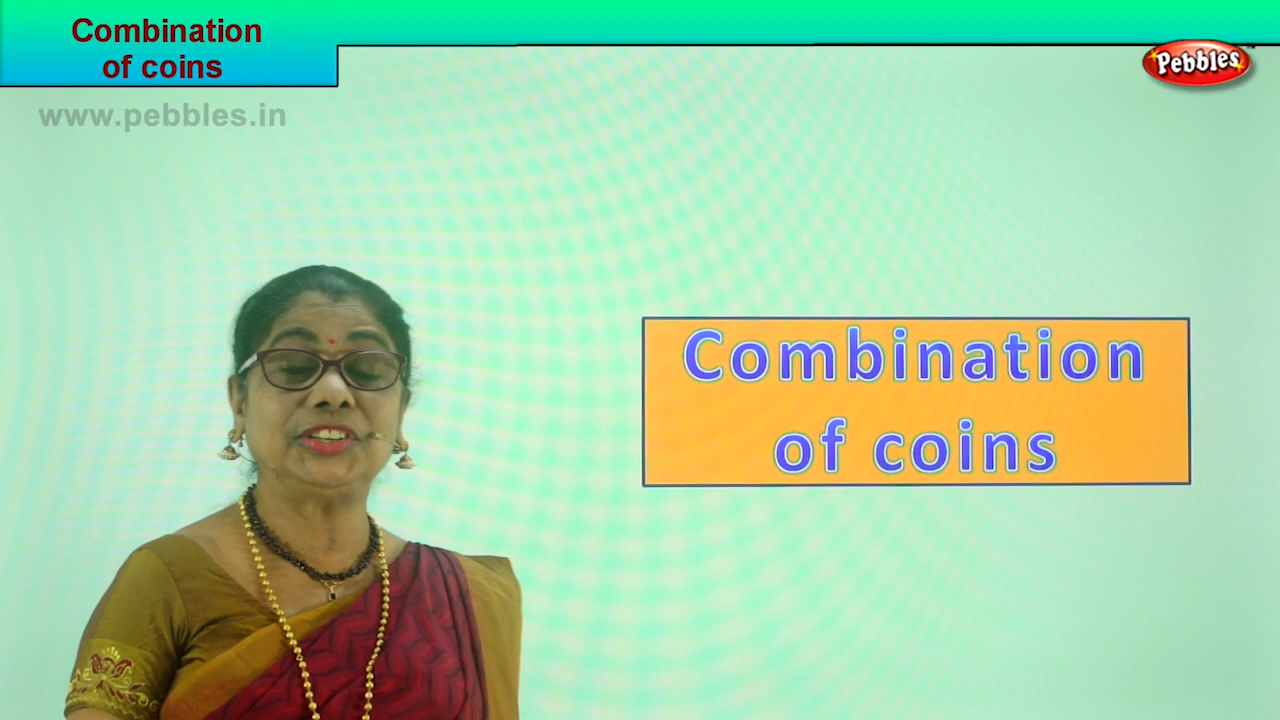 Combination
of coins
Pebbles
www.pebbles.in
Combination
of coins